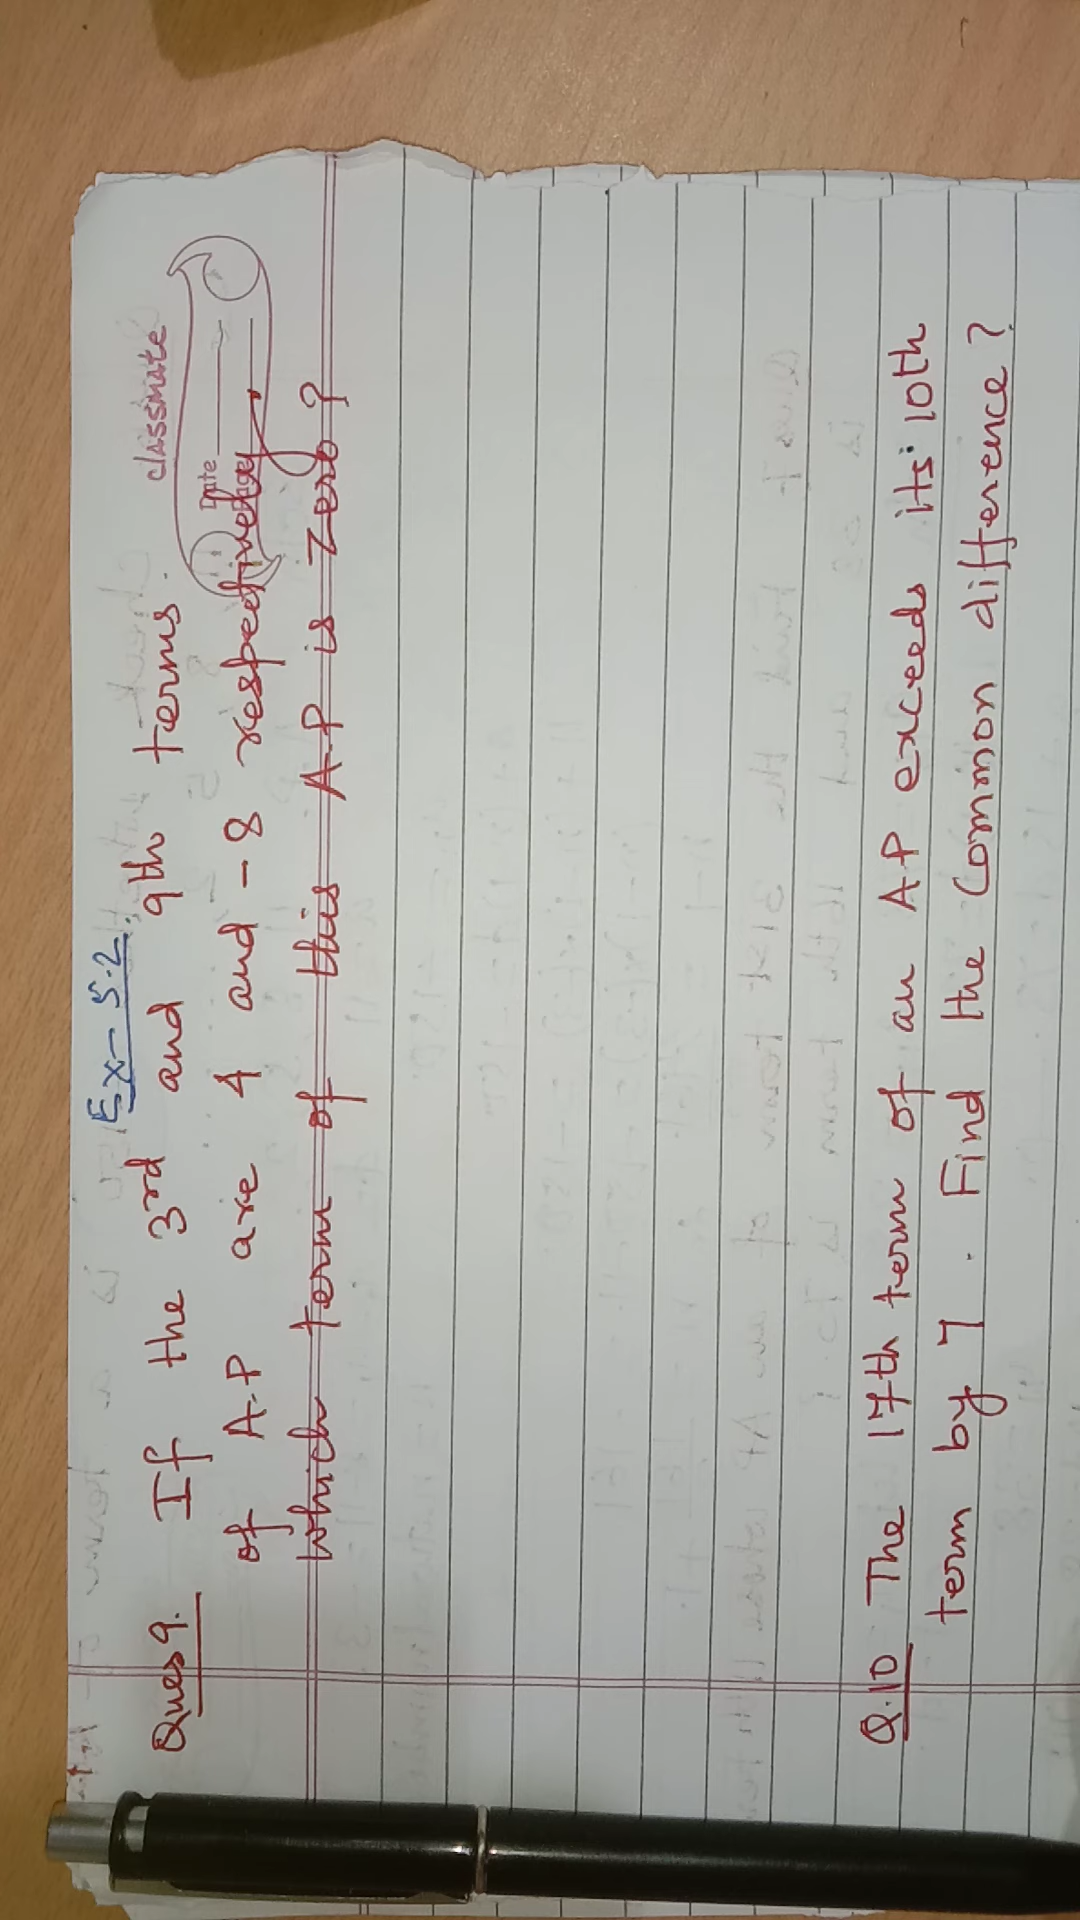 classmate
Date
Page
Ex- 5.2.
Ques 9. If the 3rd and 9th terms
of A.P are 4 and -8 respectively
which term of this A.P is Zero?
Q.10 The 17th term of an A.P exceeds its 10th
term by 7. Find the common difference?